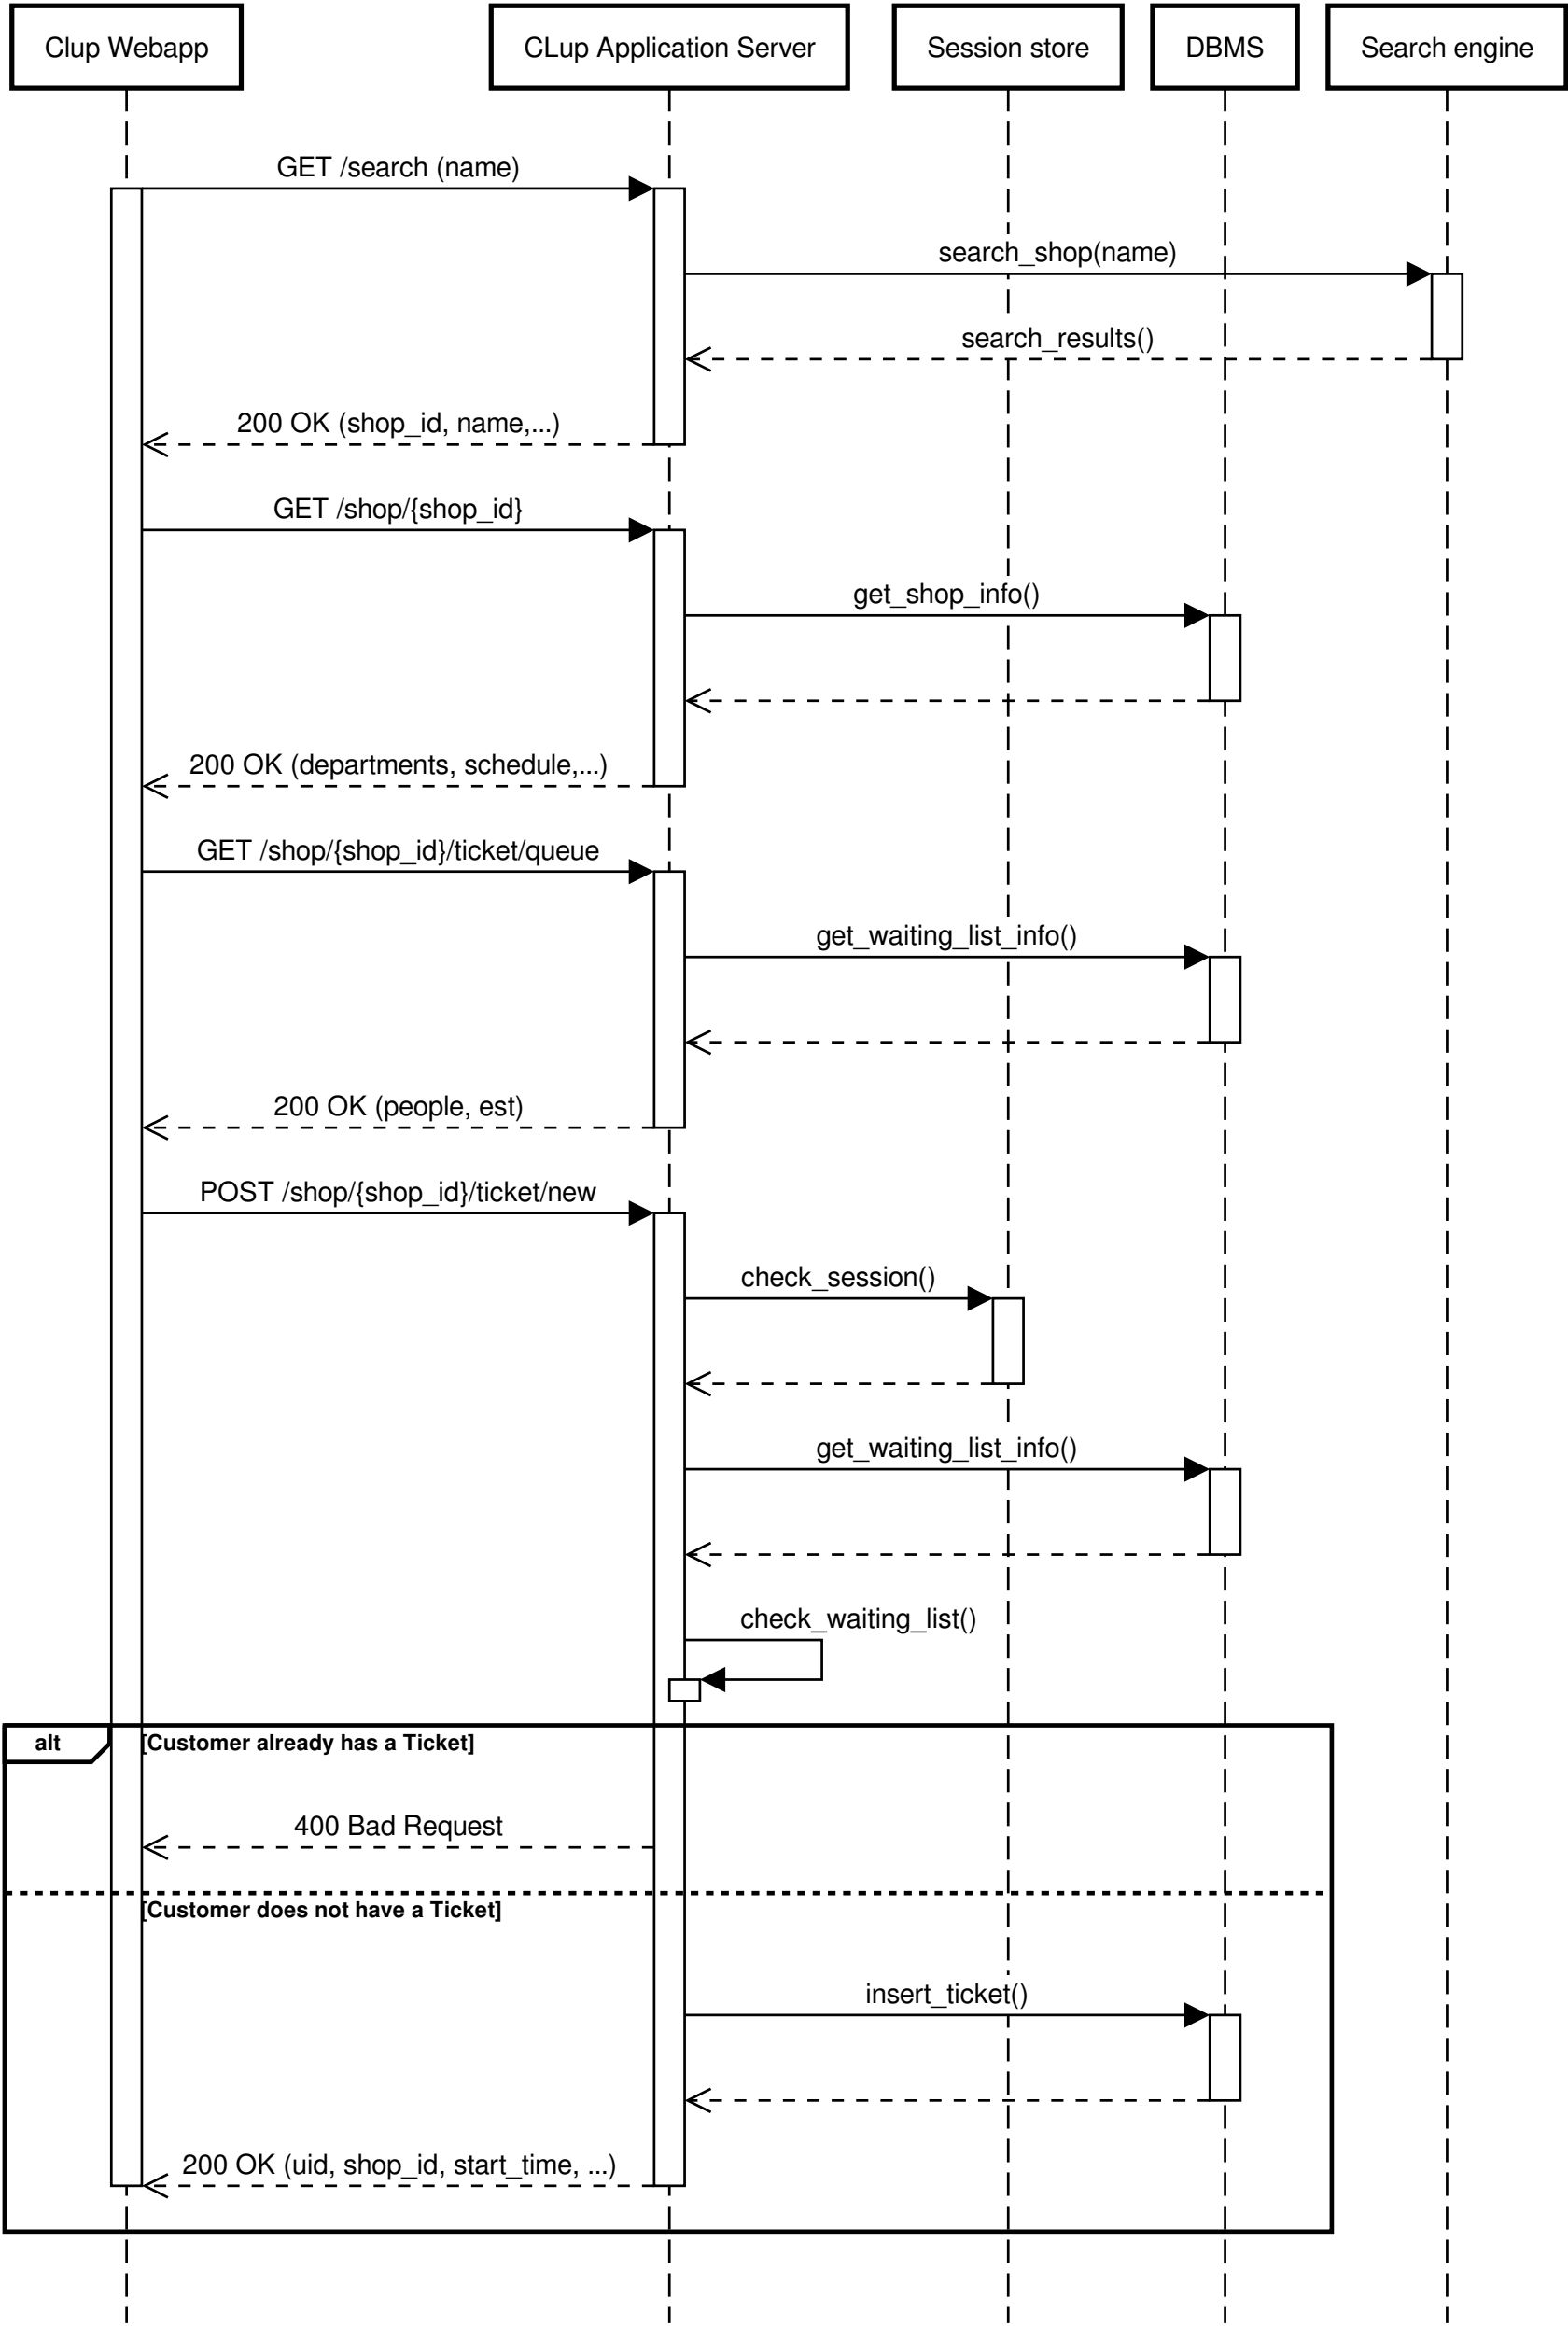 Clup Webapp
CLup Application Server
Session store
DBMS
Search engine
GET /search (name)
search_shop(name)
search_results()
200 OK (shop_id, name,...)
GET /shop/{shop_id}
get_shop_info()
200 OK (departments, schedule,...)
GET /shop/{shop_id}/ticket/queue
get_waiting_list_info()
200 OK (people, est)
POST /shop/{shop_id}/ticket/new
check_session()
get_waiting_list_info()
check_waiting_list()
alt
[Customer already has a Ticket]
400 Bad Request
[Customer does not have a Ticket]
insert_ticket()
200 OK (uid, shop_id, start_time, ...)